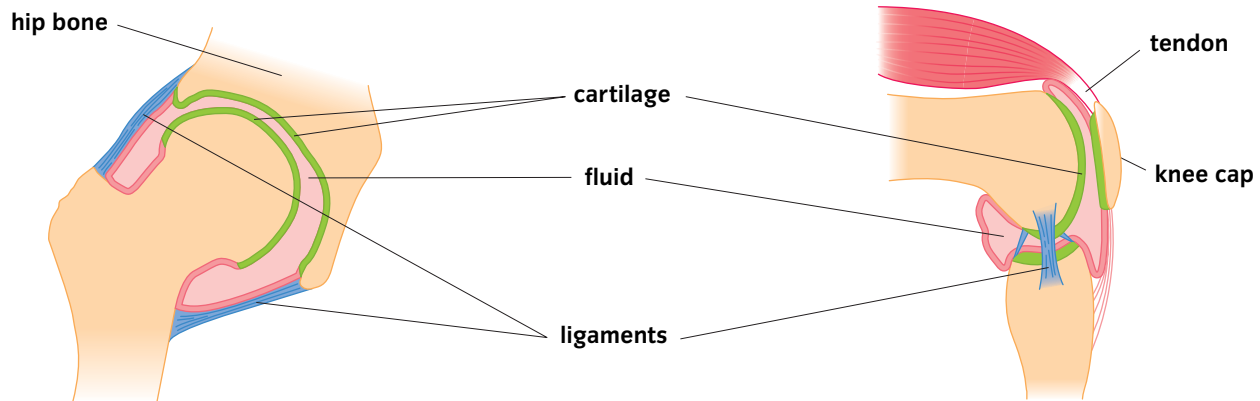 hip bone
tendon
cartilage
fluid
knee cap
ligaments